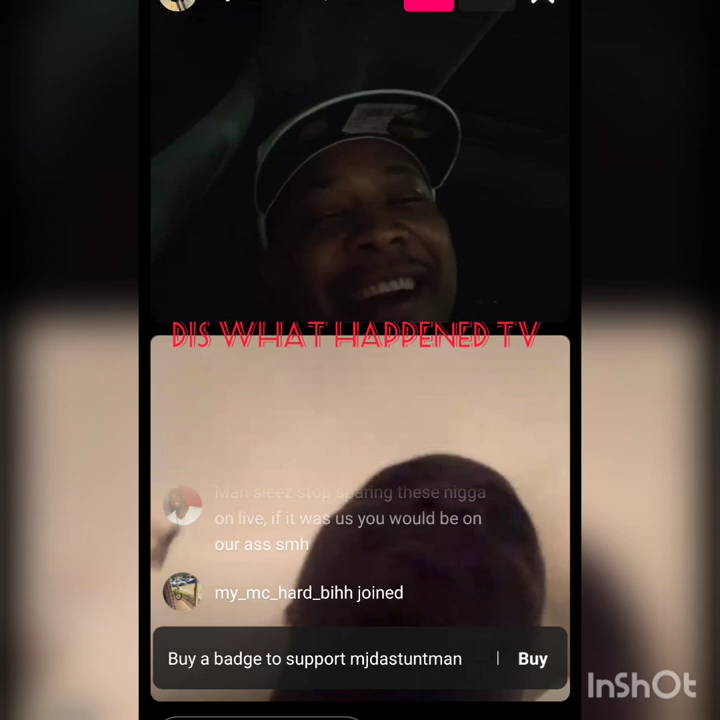 DIS WHAT HAPPENED TV
Man sleez stop sparing these nigga
on live, if it was us you would be on
our ass smh
my_mc_hard_bihh joined
Buy a badge to support mjdastuntman | Buy
InShOt